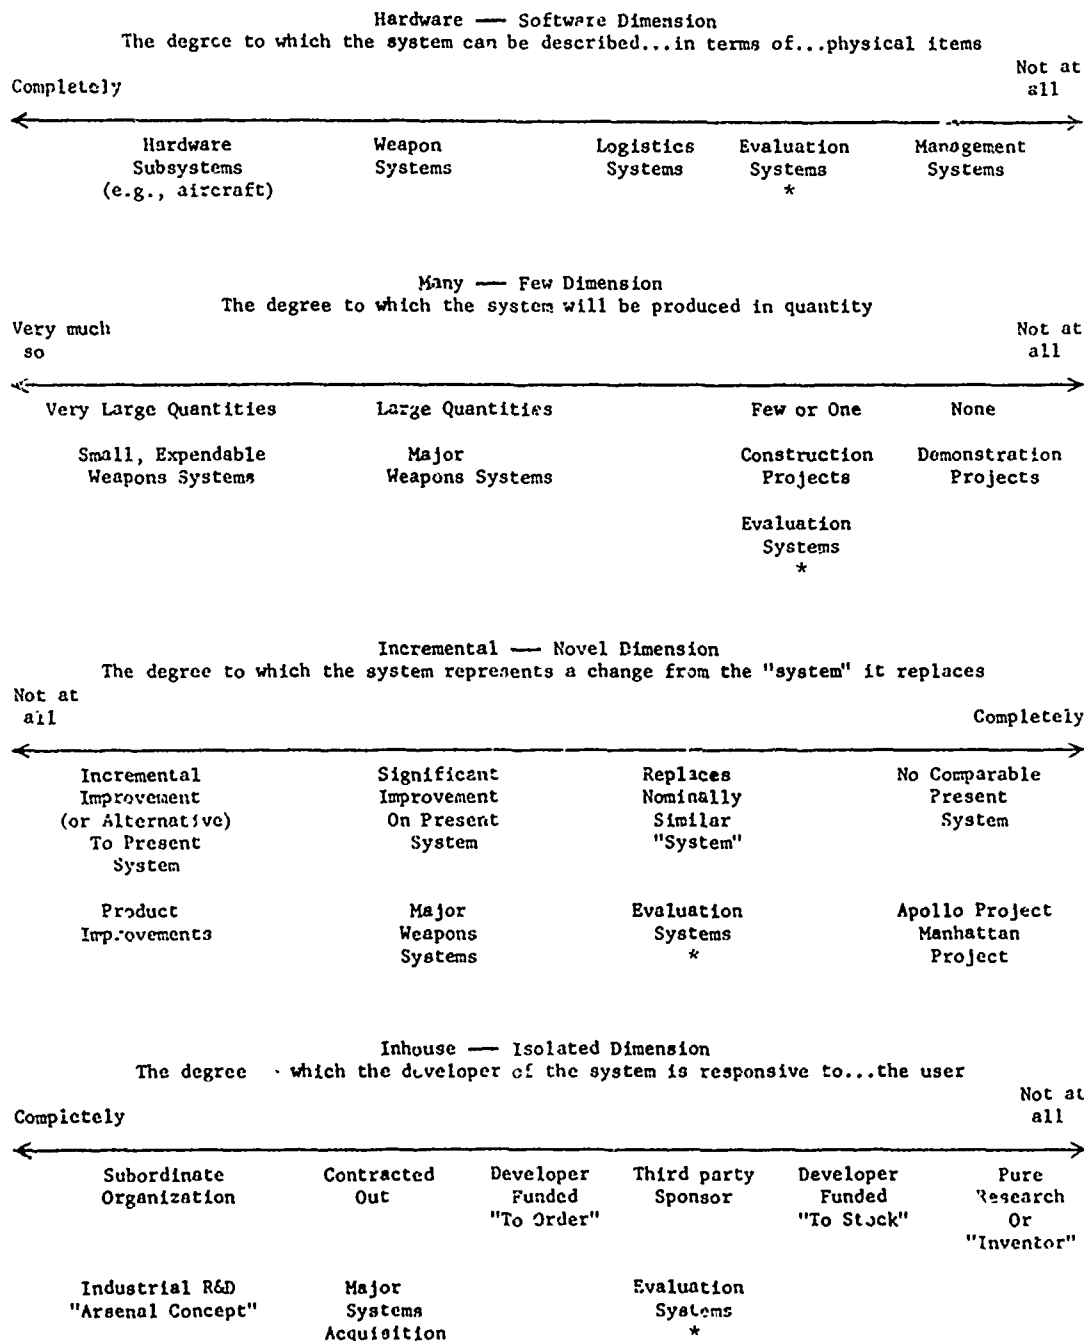 Hardware — Software Dimension
The degree to which the system can be described...in terms of...physical items
Completely
Not at
all
Hardware Weapon Logistics Evaluation Management
Subsystems Systems Systems Systems Systems
(e.g., aircraft) *
Many — Few Dimension
The degree to which the system will be produced in quantity
Very much Not at
so all
Very Large Quantities Large Quantities Few or One None
Small, Expendable Major Construction Demonstration
Weapons Systems Weapons Systems Projects Projects
Evaluation
Systems
*
Incremental — Novel Dimension
The degree to which the system represents a change from the "system" it replaces
Not at
all Completely
Incremental Significant Replaces No Comparable
Improvement Improvement Nominally Present
(or Alternative) On Present Similar System
To Present System "System"
System
Product Major Evaluation Apollo Project
Improvements Weapons Systems Manhattan
Systems * Project
Inhouse — Isolated Dimension
The degree which the developer of the system is responsive to...the user
Not at
Completely all
Subordinate Contracted Developer Third party Developer Pure
Organization Out Funded Sponsor Funded Research
"To Order" "To Stock" Or
"Inventor"
Industrial R&D Major Evaluation
"Arsenal Concept" Systems Systems
Acquisition *